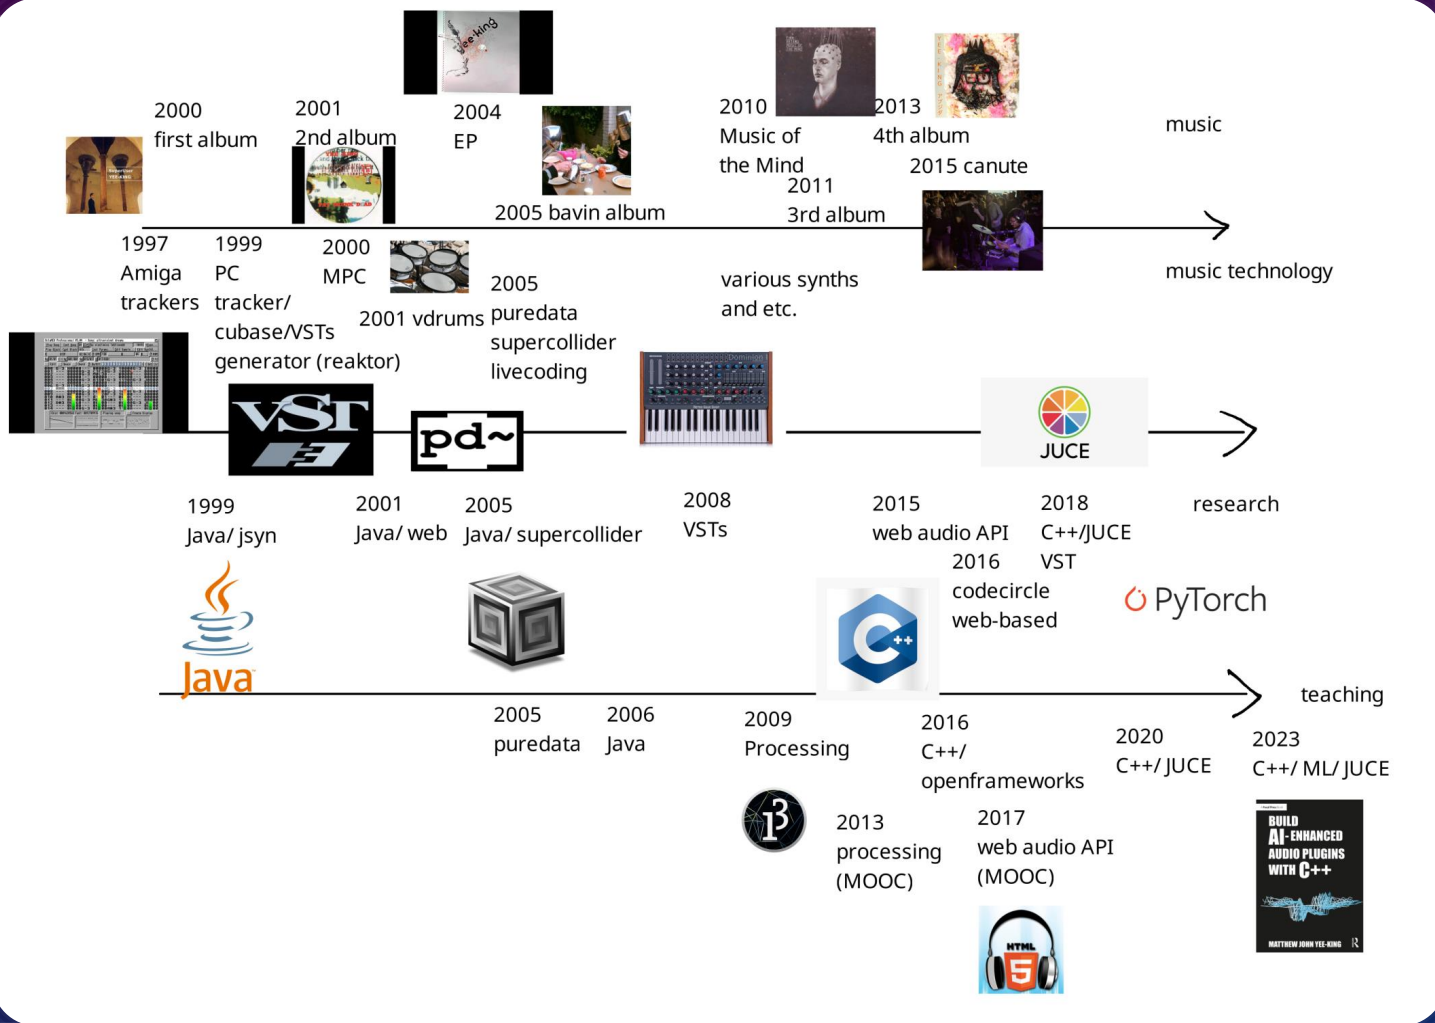 yee-king
2000
first album
2001
2nd album
2004
EP
2005 bavin album
2010
Music of
the Mind
2011
3rd album
2013
4th album
2015 canute
music
1997
Amiga
trackers
1999
PC
tracker/
cubase/VSTs
generator (reaktor)
2000
MPC
2001 vdrums
2005
puredata
supercollider
livecoding
various synths
and etc.
music technology
VST
pd~
JUCE
1999
Java/ jsyn
2001
Java/ web
2005
Java/ supercollider
2008
VSTs
2015
web audio API
2016
codecircle
web-based
2018
C++/JUCE
VST
research
Java
C++
PyTorch
teaching
2005
puredata
2006
Java
2009
Processing
2013
processing
(MOOC)
2016
C++/
openframeworks
2017
web audio API
(MOOC)
HTML
5
2020
C++/ JUCE
2023
C++/ ML/ JUCE
BUILD
AI-ENHANCED
AUDIO PLUGINS
WITH C++
MATTHEW JOHN YEE-KING